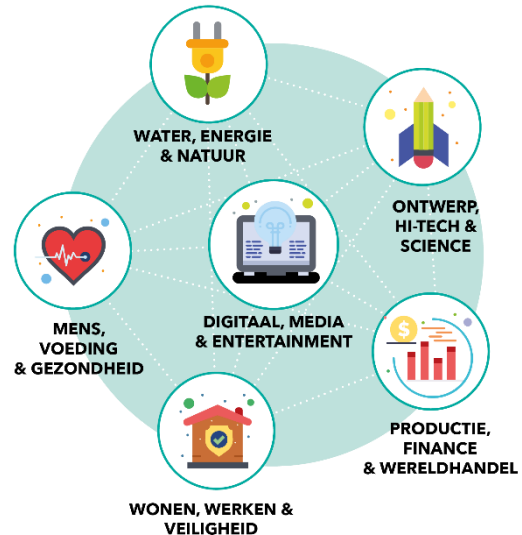 WATER, ENERGIE
& NATUUR
ONTWERP,
HI-TECH &
SCIENCE
MENS,
VOEDING
& GEZONDHEID
DIGITAAL, MEDIA
& ENTERTAINMENT
$
PRODUCTIE,
FINANCE
& WERELDHANDEL
WONEN, WERKEN &
VEILIGHEID